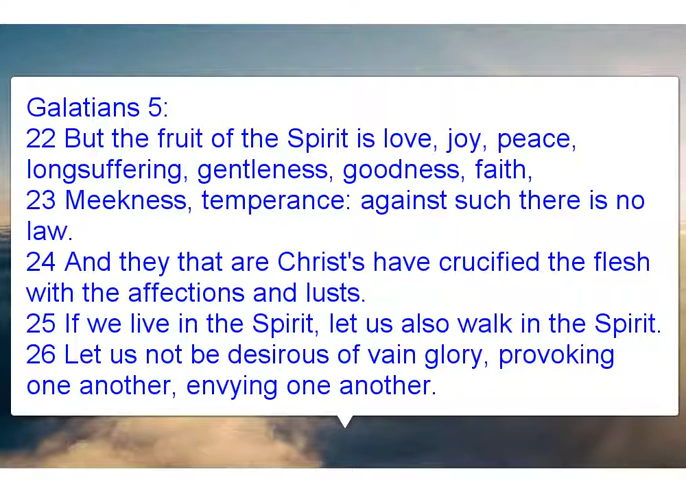 Galatians 5:
22 But the fruit of the Spirit is love, joy, peace,
longsuffering, gentleness, goodness, faith,
23 Meekness, temperance: against such there is no
law.
24 And they that are Christ's have crucified the flesh
with the affections and lusts.
25 If we live in the Spirit, let us also walk in the Spirit.
26 Let us not be desirous of vain glory, provoking
one another, envying one another.